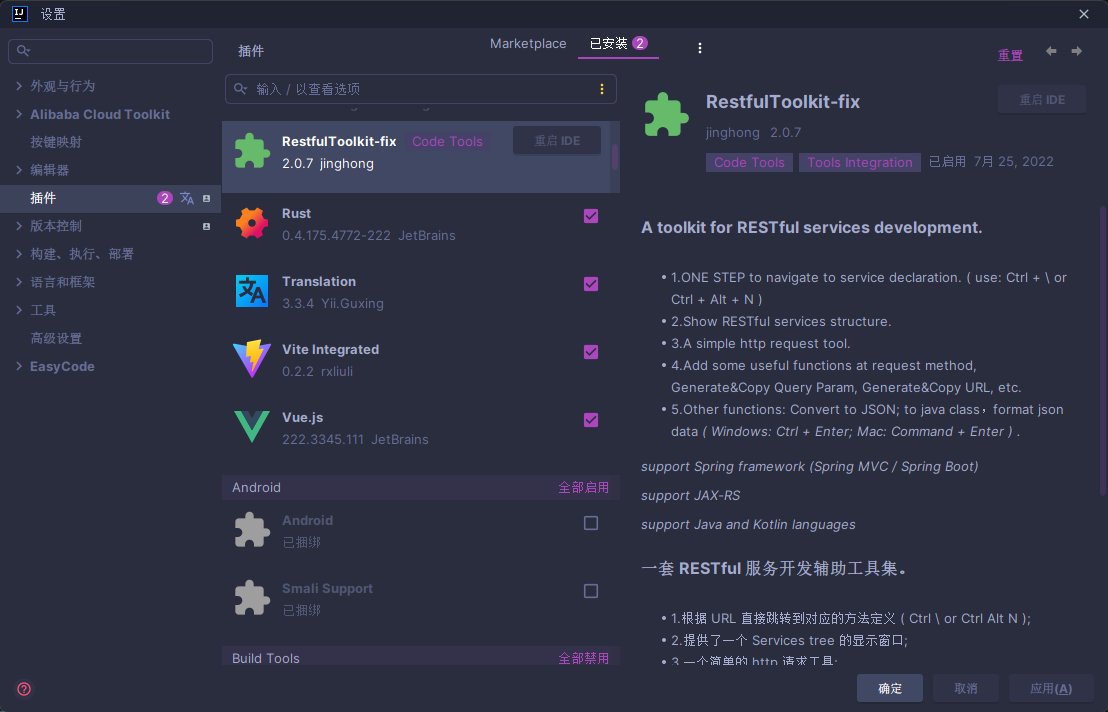 设置
插件
Marketplace
已安装 2
重置
外观与行为
Alibaba Cloud Toolkit
按键映射
编辑器
插件 2
版本控制
构建、执行、部署
语言和框架
工具
高级设置
EasyCode
输入 / 以查看选项
RestfulToolkit-fix Code Tools 重启 IDE
2.0.7 jinghong
Rust
0.4.175.4772-222 JetBrains
Translation
3.3.4 Yii.Guxing
Vite Integrated
0.2.2 rxliuli
Vue.js
222.3345.111 JetBrains
Android 全部启用
Android
已捆绑
Smali Support
已捆绑
Build Tools 全部禁用
RestfulToolkit-fix 重启 IDE
jinghong 2.0.7
Code Tools Tools Integration 已启用 7月 25, 2022
A toolkit for RESTful services development.
• 1.ONE STEP to navigate to service declaration. ( use: Ctrl + \ or
Ctrl + Alt + N )
• 2.Show RESTful services structure.
• 3.A simple http request tool.
• 4.Add some useful functions at request method,
Generate&Copy Query Param, Generate&Copy URL, etc.
• 5.Other functions: Convert to JSON; to java class，format json
data ( Windows: Ctrl + Enter; Mac: Command + Enter ) .
support Spring framework (Spring MVC / Spring Boot)
support JAX-RS
support Java and Kotlin languages
一套 RESTful 服务开发辅助工具集。
• 1.根据 URL 直接跳转到对应的方法定义 ( Ctrl \ or Ctrl Alt N );
• 2.提供了一个 Services tree 的显示窗口;
• 3.一个简单的 http 请求工具;
确定
取消
应用(A)